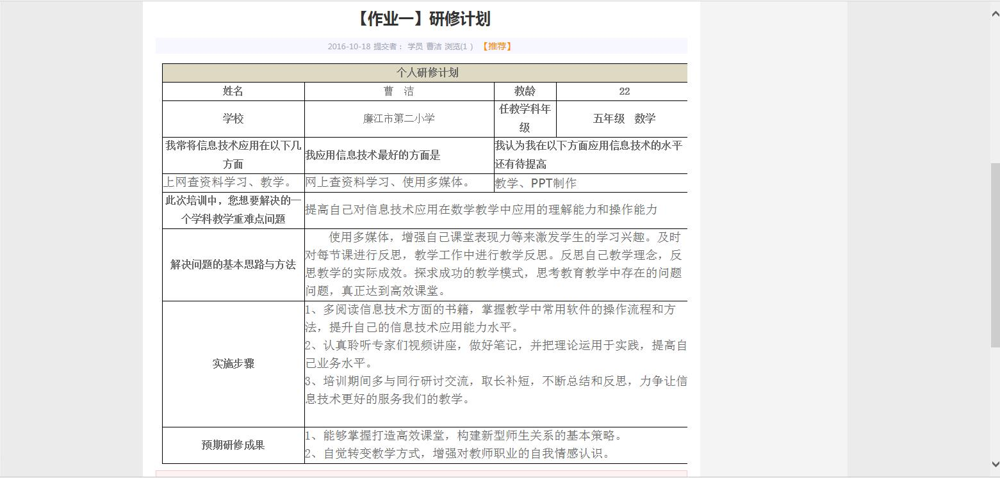 【作业一】研修计划
2016-10-18 提交者： 学员 曹洁 浏览(1 ) 【推荐】
个人研修计划
姓名 曹 洁 教龄 22
学校 廉江市第二小学 任教学科年
级 五年级 数学
我常将信息技术应用在以下几
方面
我应用信息技术最好的方面是
我认为我在以下方面应用信息技术的水平
还有待提高
上网查资料学习、教学。 网上查资料学习、使用多媒体。 教学、PPT制作
此次培训中，您想要解决的一
个学科教学重难点问题
提高自己对信息技术应用在数学教学中应用的理解能力和操作能力
解决问题的基本思路与方法
使用多媒体，增强自己课堂表现力等来激发学生的学习兴趣。及时
对每节课进行反思，教学工作中进行教学反思。反思自己教学理念，反
思教学的实际成效。探求成功的教学模式，思考教育教学中存在的问题
问题，真正达到高效课堂。
实施步骤
1、多阅读信息技术方面的书籍，掌握教学中常用软件的操作流程和方
法，提升自己的信息技术应用能力水平。
2、认真聆听专家们视频讲座，做好笔记，并把理论运用于实践，提高自
己业务水平。
3、培训期间多与同行研讨交流，取长补短，不断总结和反思，力争让信
息技术更好的服务我们的教学。
预期研修成果
1、能够掌握打造高效课堂，构建新型师生关系的基本策略。
2、自觉转变教学方式，增强对教师职业的自我情感认识。